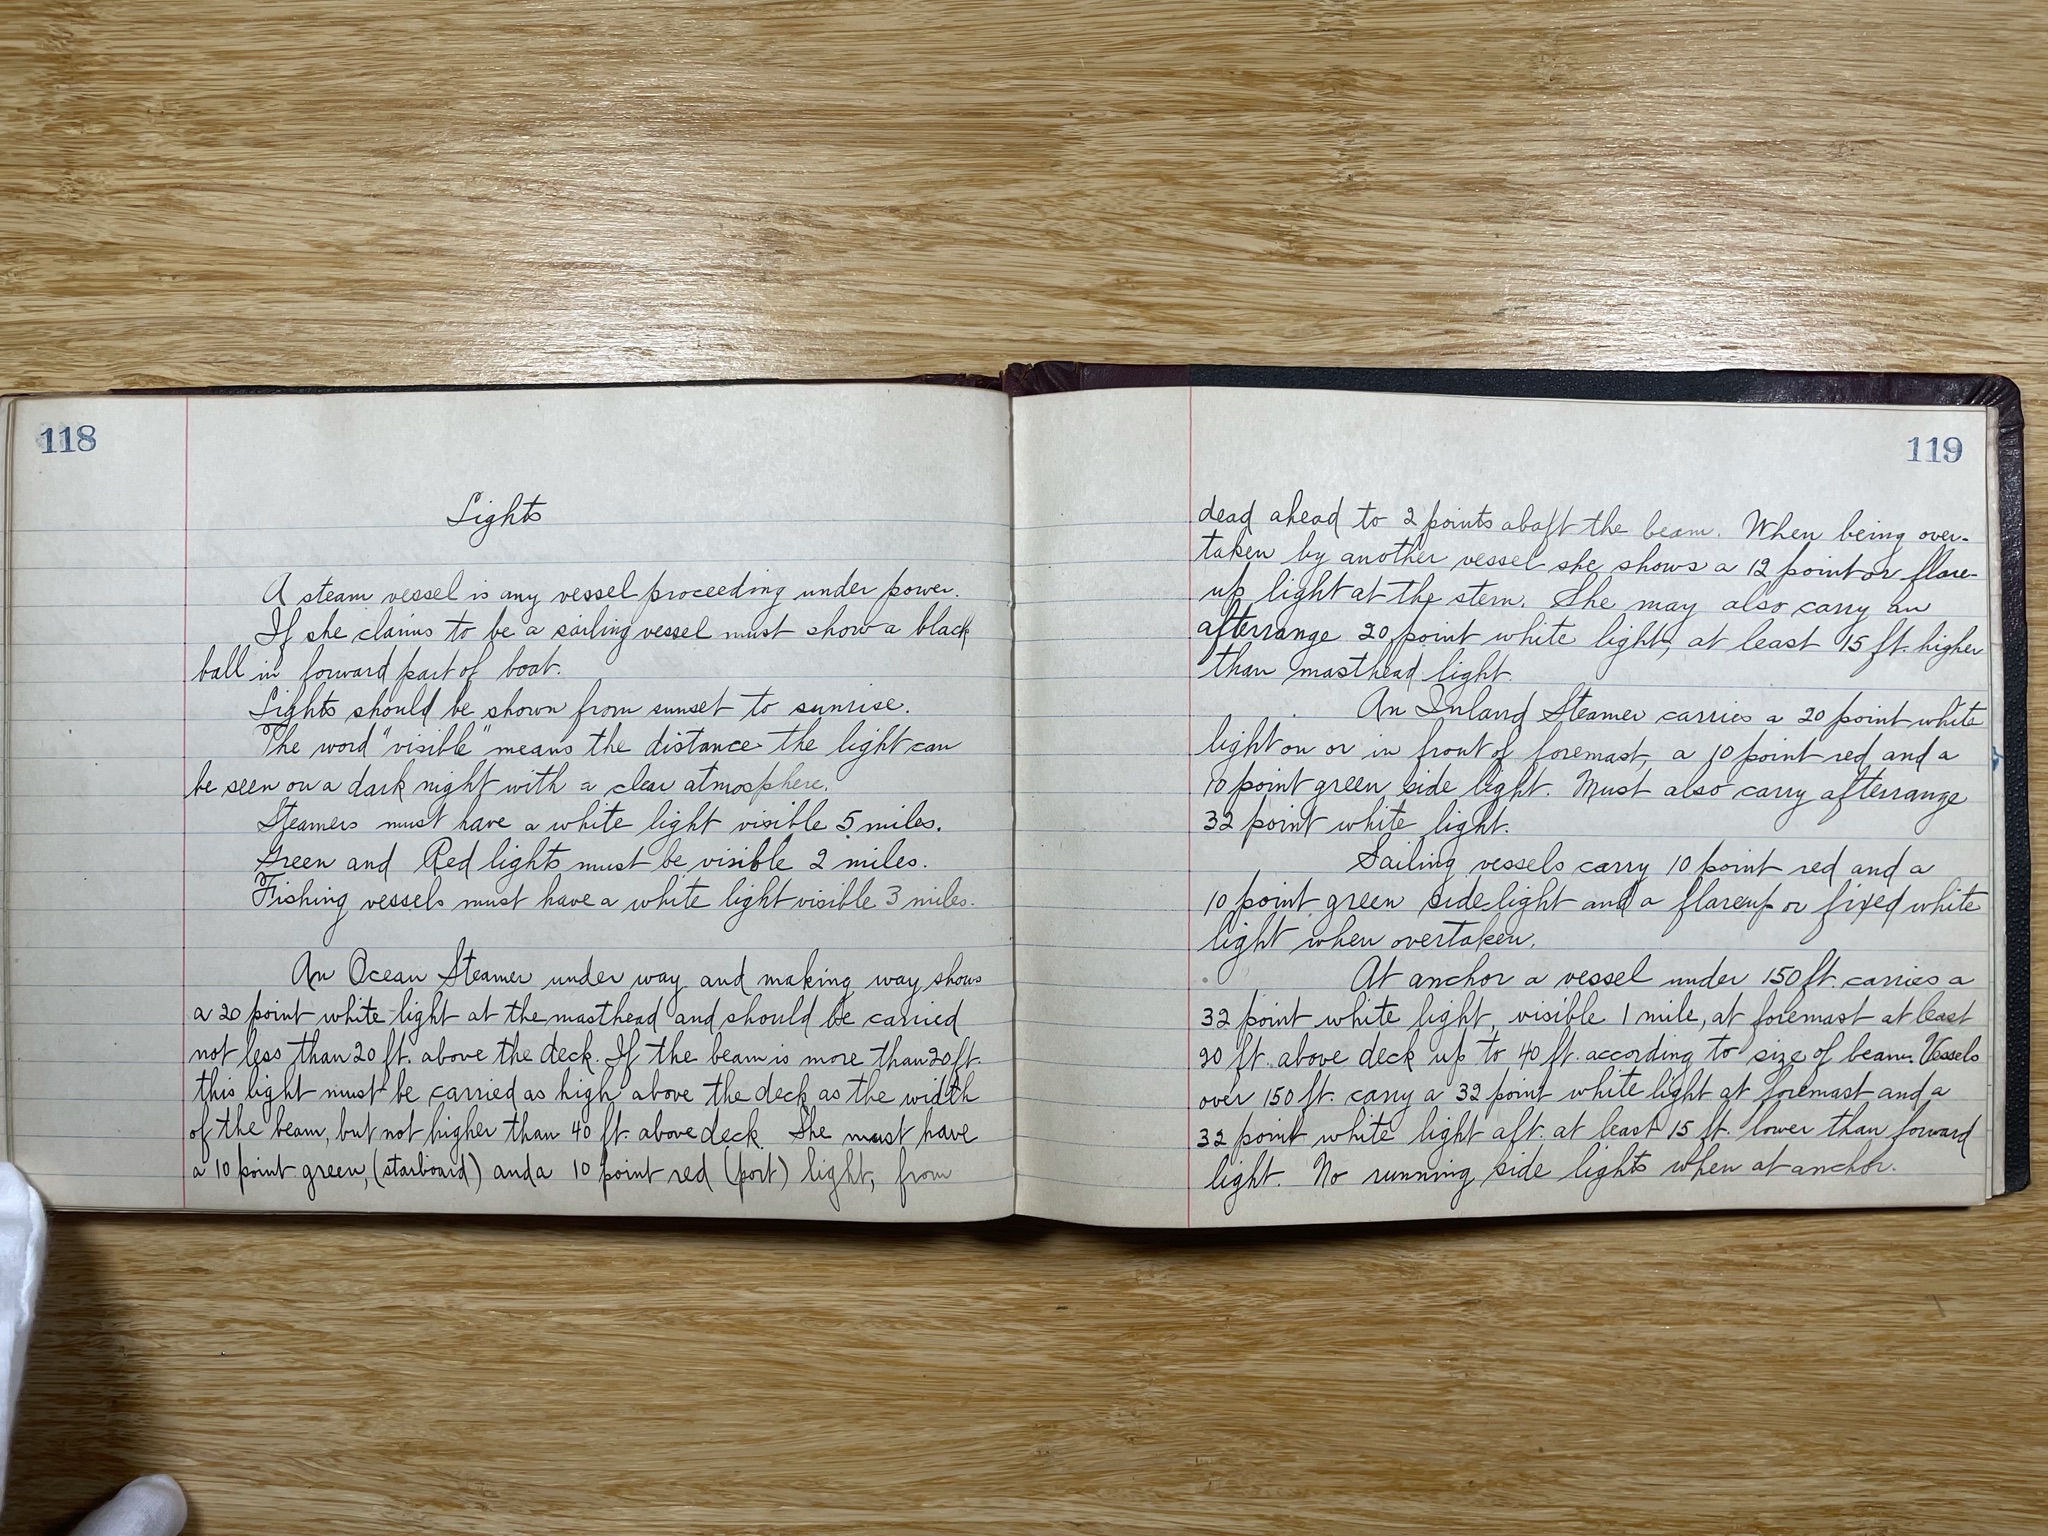 118
Lights
A steam vessel is any vessel proceeding under power.
If she claims to be a sailing vessel must show a black
ball in forward part of boat.
Lights should be shown from sunset to sunrise.
The word "visible" means the distance the light can
be seen on a dark night with a clear atmosphere.
Steamers must have a white light visible 5 miles.
Green and Red lights must be visible 2 miles.
Fishing vessels must have a white light visible 3 miles.
An Ocean Steamer under way and making way shows
a 20 point white light at the masthead and should be carried
not less than 20 ft. above the deck. If the beam is more than 20 ft.
this light must be carried as high above the deck as the width
of the beam, but not higher than 40 ft. above deck. She must have
a 10 point green, (starboard) and a 10 point red (port) light, from
119
dead ahead to 2 points abaft the beam. When being over-
taken by another vessel she shows a 12 point or flare-
up light at the stern. She may also carry an
afterrange 20 point white light, at least 15 ft. higher
than masthead light.
An Inland Steamer carries a 20 point white
light on or in front of foremast, a 10 point red and a
10 point green side light. Must also carry afterrange
32 point white light.
Sailing vessels carry 10 point red and a
10 point green side light and a flareup or fixed white
light when overtaken.
At anchor a vessel under 150 ft. carries a
32 point white light, visible 1 mile, at foremast at least
20 ft. above deck up to 40 ft. according to size of beam. Vessels
over 150 ft. carry a 32 point white light at foremast and a
32 point white light aft. at least 15 ft. lower than forward
light. No running side lights when at anchor.